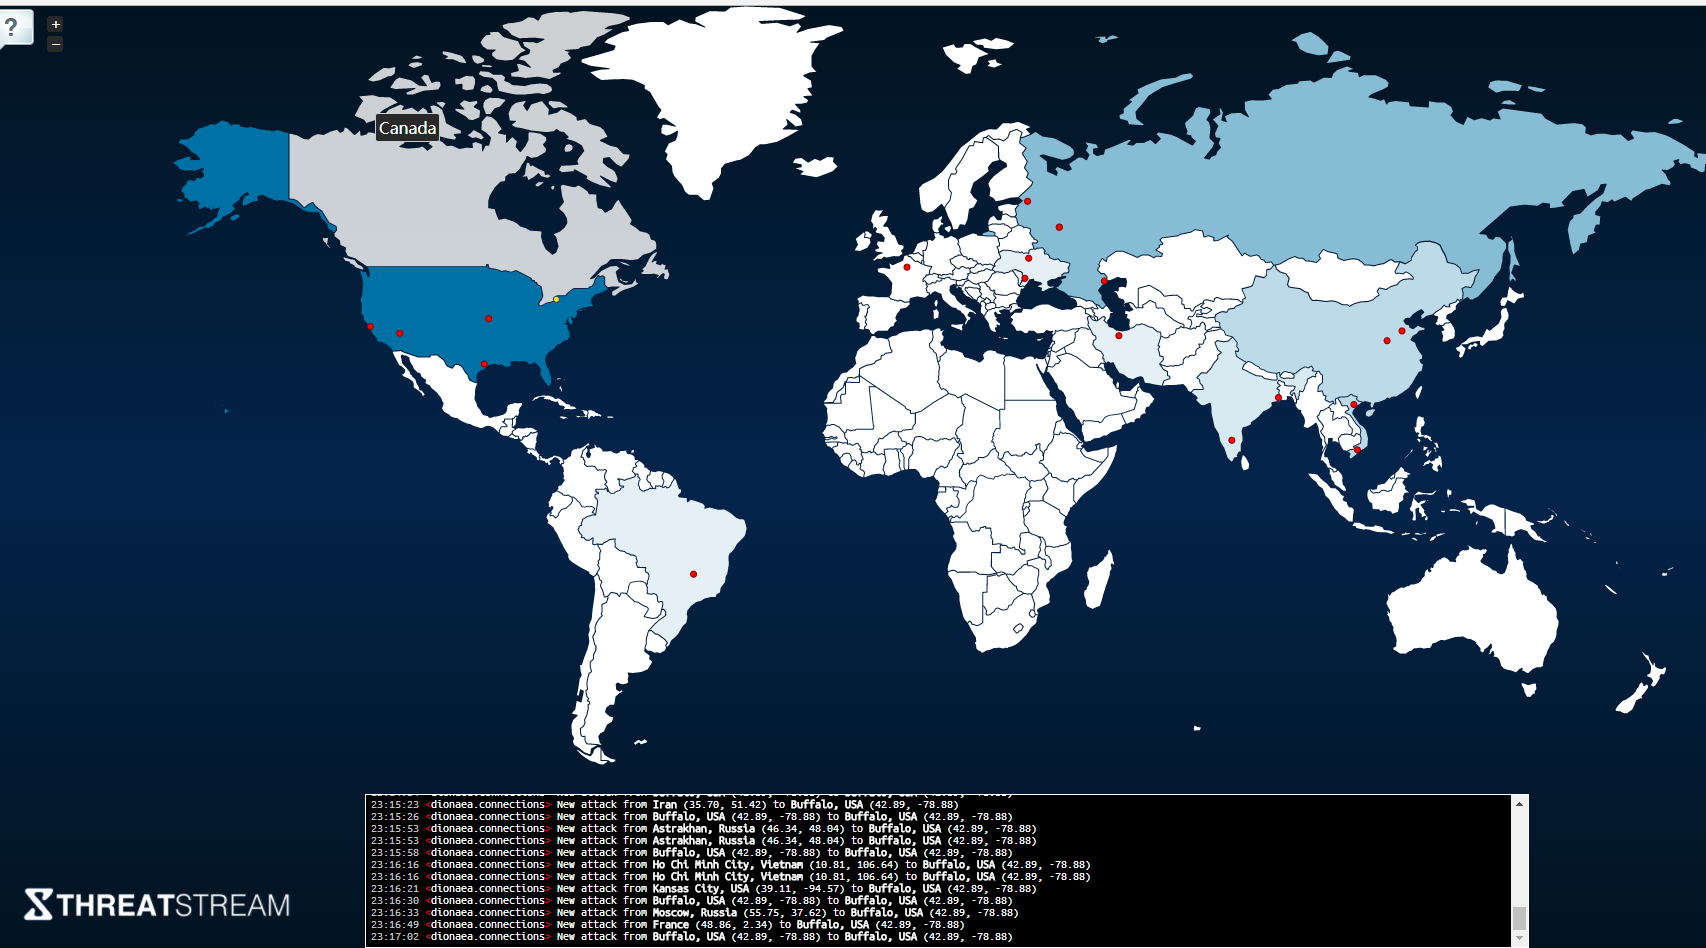 ?
+
−
Canada
23:15:23 <dionaea.connections> New attack from Iran (35.70, 51.42) to Buffalo, USA (42.89, -78.88)
23:15:26 <dionaea.connections> New attack from Buffalo, USA (42.89, -78.88) to Buffalo, USA (42.89, -78.88)
23:15:53 <dionaea.connections> New attack from Astrakhan, Russia (46.34, 48.04) to Buffalo, USA (42.89, -78.88)
23:15:53 <dionaea.connections> New attack from Astrakhan, Russia (46.34, 48.04) to Buffalo, USA (42.89, -78.88)
23:15:58 <dionaea.connections> New attack from Buffalo, USA (42.89, -78.88) to Buffalo, USA (42.89, -78.88)
23:16:16 <dionaea.connections> New attack from Ho Chi Minh City, Vietnam (10.81, 106.64) to Buffalo, USA (42.89, -78.88)
23:16:16 <dionaea.connections> New attack from Ho Chi Minh City, Vietnam (10.81, 106.64) to Buffalo, USA (42.89, -78.88)
23:16:21 <dionaea.connections> New attack from Kansas City, USA (39.11, -94.57) to Buffalo, USA (42.89, -78.88)
23:16:30 <dionaea.connections> New attack from Buffalo, USA (42.89, -78.88) to Buffalo, USA (42.89, -78.88)
23:16:33 <dionaea.connections> New attack from Moscow, Russia (55.75, 37.62) to Buffalo, USA (42.89, -78.88)
23:16:49 <dionaea.connections> New attack from France (48.86, 2.34) to Buffalo, USA (42.89, -78.88)
23:17:02 <dionaea.connections> New attack from Buffalo, USA (42.89, -78.88) to Buffalo, USA (42.89, -78.88)
THREATSTREAM